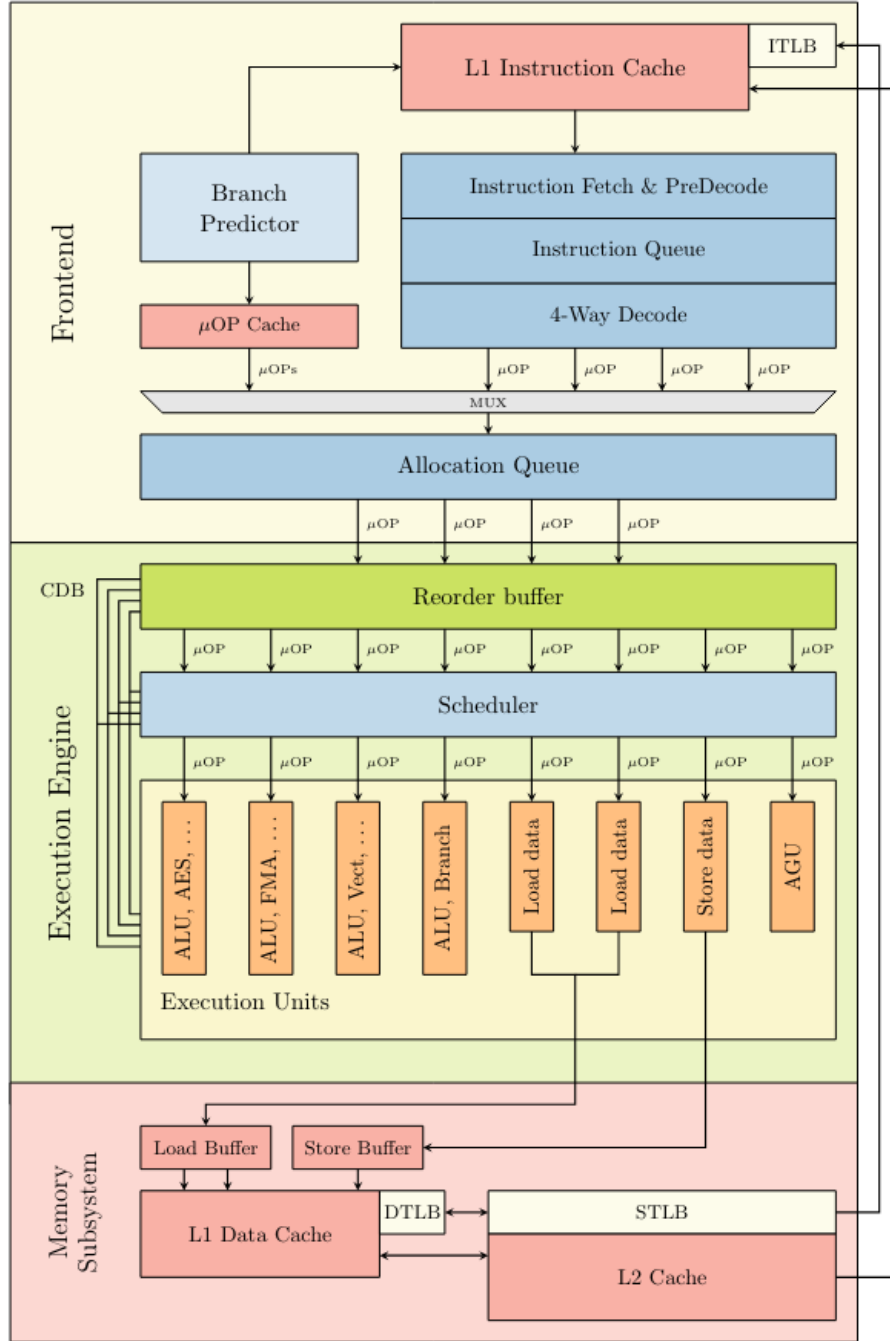 L1 Instruction Cache
ITLB
Branch
Predictor
Instruction Fetch & PreDecode
Instruction Queue
4-Way Decode
μOP Cache
Frontend
μOPs
μOP
μOP
μOP
μOP
MUX
Allocation Queue
μOP
μOP
μOP
μOP
CDB
Reorder buffer
μOP
μOP
μOP
μOP
μOP
μOP
μOP
μOP
Scheduler
Execution Engine
μOP
μOP
μOP
μOP
μOP
μOP
μOP
μOP
ALU, AES, . . .
ALU, FMA, . . .
ALU, Vect, . . .
ALU, Branch
Load data
Load data
Store data
AGU
Execution Units
Memory
Subsystem
Load Buffer
Store Buffer
L1 Data Cache
DTLB
STLB
L2 Cache